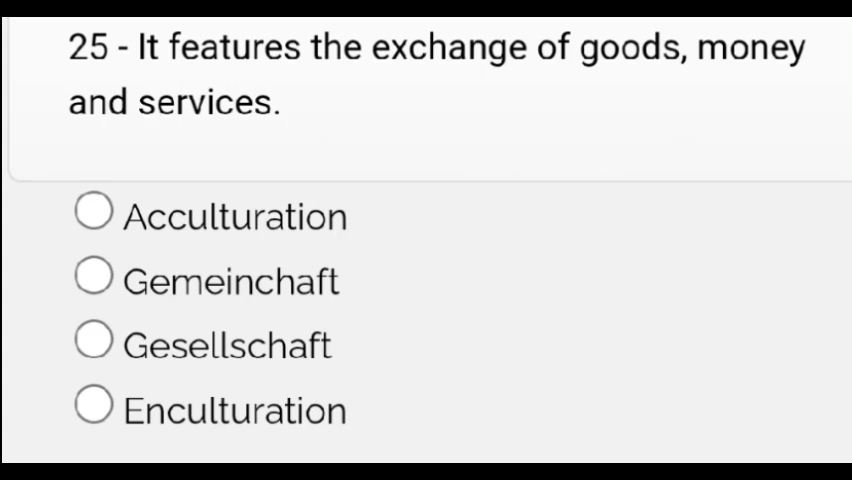 25 - It features the exchange of goods, money
and services.
Acculturation
Gemeinchaft
Gesellschaft
Enculturation